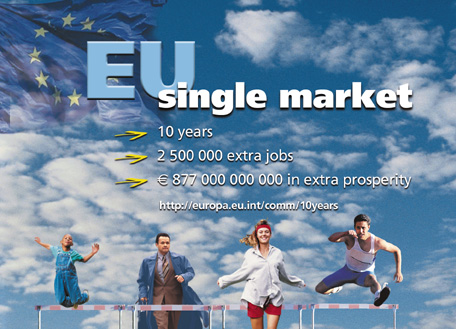 EU
single market
10 years
2 500 000 extra jobs
€ 877 000 000 000 in extra prosperity
http://europa.eu.int/comm/10years